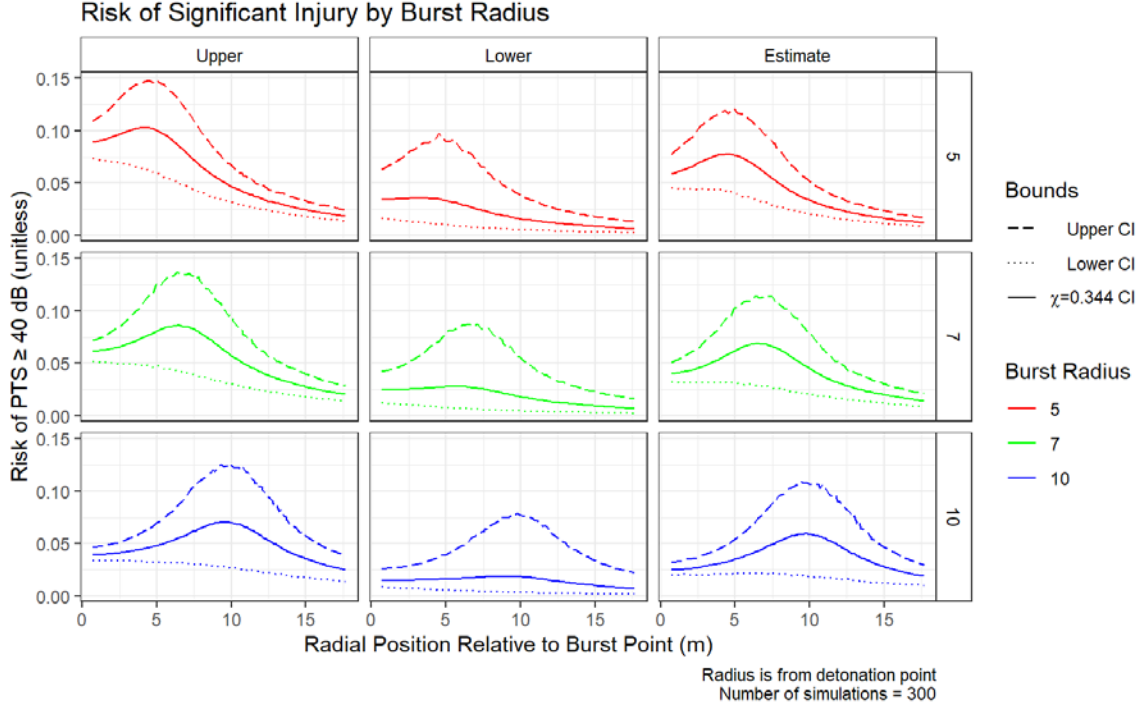 Risk of Significant Injury by Burst Radius
Upper
Lower
Estimate
0.15
0.10
0.05
0.00
5
0.15
0.10
0.05
0.00
7
0.15
0.10
0.05
0.00
10
Risk of PTS ≥ 40 dB (unitless)
0 5 10 15
0 5 10 15
0 5 10 15
Radial Position Relative to Burst Point (m)
Radius is from detonation point
Number of simulations = 300
Bounds
Upper CI
Lower CI
χ=0.344 CI
Burst Radius
5
7
10